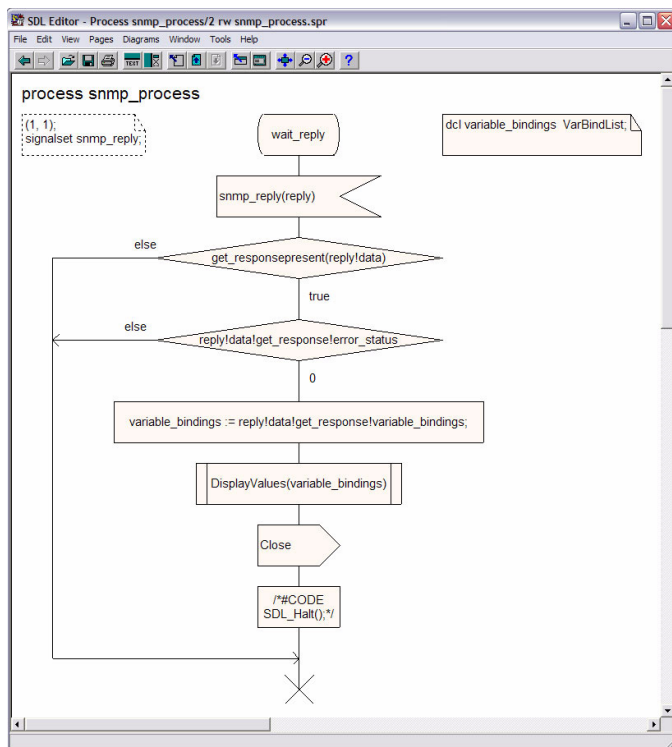 SDL Editor - Process snmp_process/2 rw snmp_process.spr
File Edit View Pages Diagrams Window Tools Help
TEXT
?
process snmp_process
(1, 1);
signalset snmp_reply;
wait_reply
dcl variable_bindings VarBindList;
snmp_reply(reply)
else
get_responsepresent(reply!data)
true
else
reply!data!get_response!error_status
0
variable_bindings := reply!data!get_response!variable_bindings;
DisplayValues(variable_bindings)
Close
/*#CODE
SDL_Halt();*/